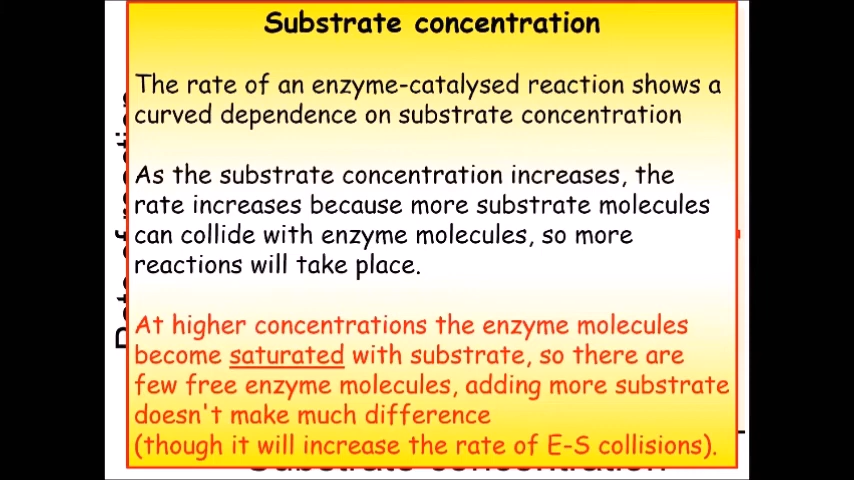 Substrate concentration
The rate of an enzyme-catalysed reaction shows a
curved dependence on substrate concentration
As the substrate concentration increases, the
rate increases because more substrate molecules
can collide with enzyme molecules, so more
reactions will take place.
At higher concentrations the enzyme molecules
become saturated with substrate, so there are
few free enzyme molecules, adding more substrate
doesn't make much difference
(though it will increase the rate of E-S collisions).